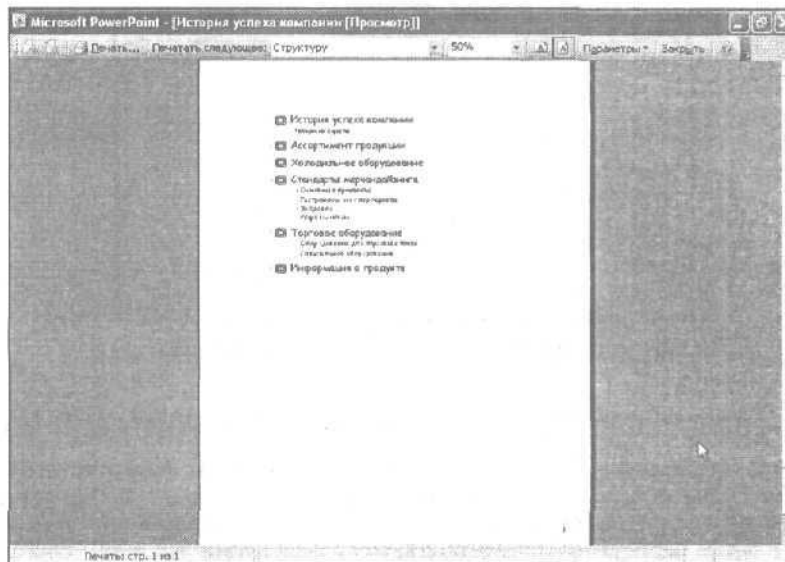 Microsoft PowerPoint - [История успеха компании [Просмотр]]
Печать... Печатать следующее: Структуру 50% Параметры Закрыть
История успеха компании
Ассортимент продукции
Холодильное оборудование
Стандарты мерчандайзинга
Торговое оборудование
Информация о продукте
1
Печать: стр. 1 из 1